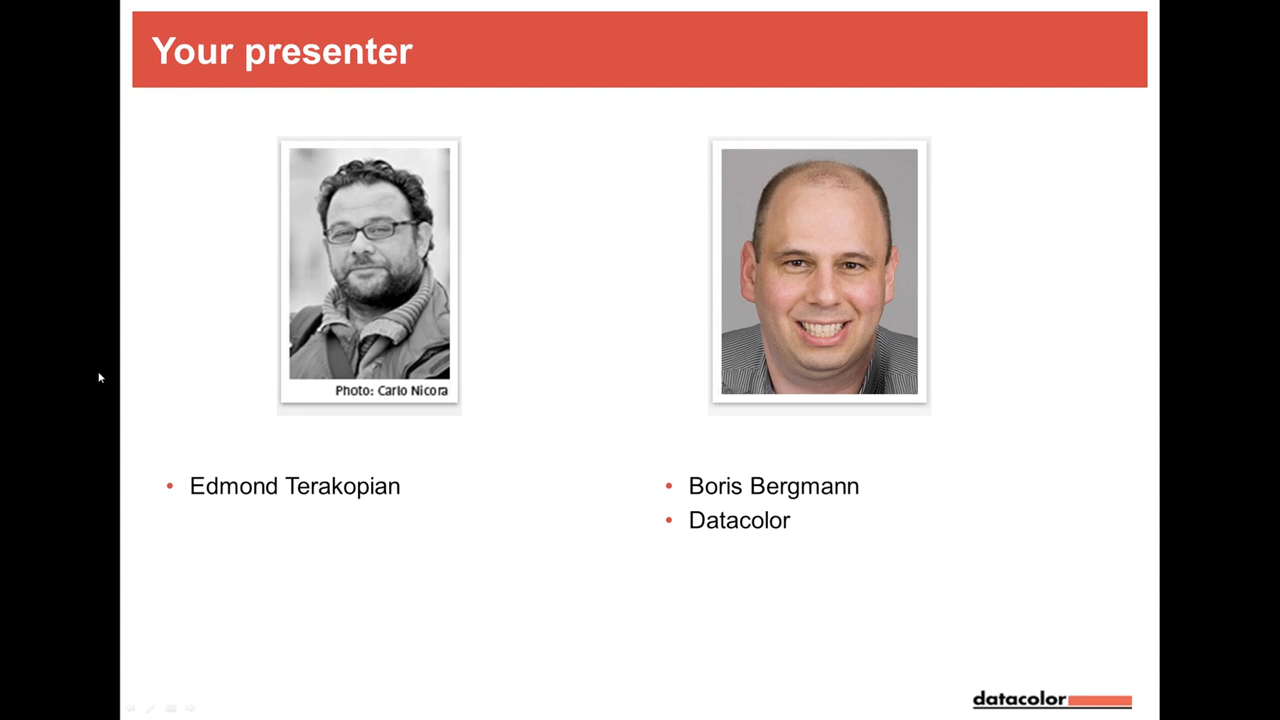 Your presenter
Photo: Carlo Nicora
Edmond Terakopian
Boris Bergmann
Datacolor
datacolor